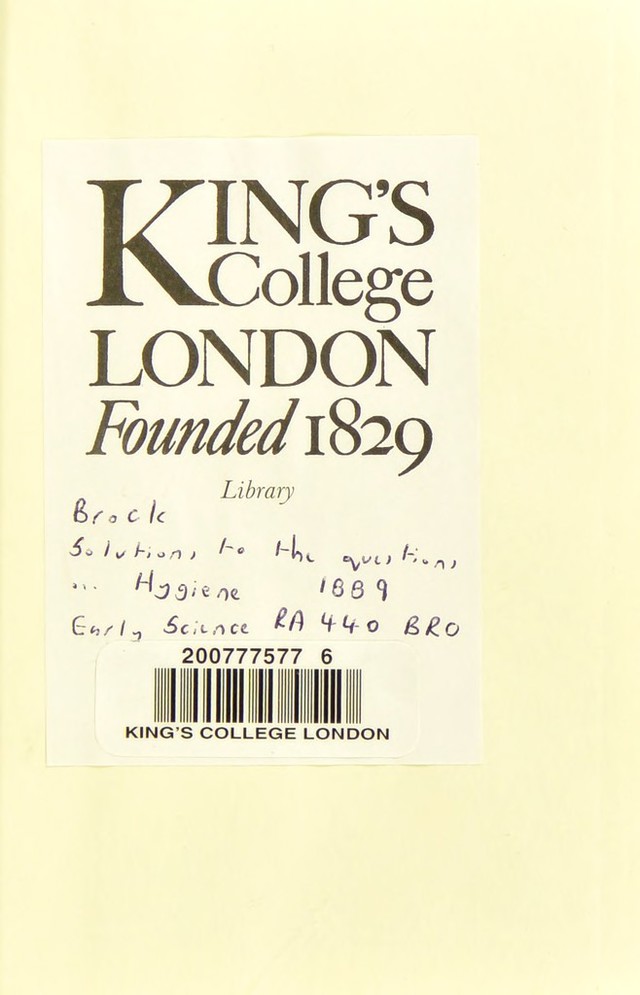 KING'S
College
LONDON
Founded 1829
Library
Brock
Solutions to the questions
... Hygiene 1889
Early Science RA 440 BRO
200777577 6
KING'S COLLEGE LONDON